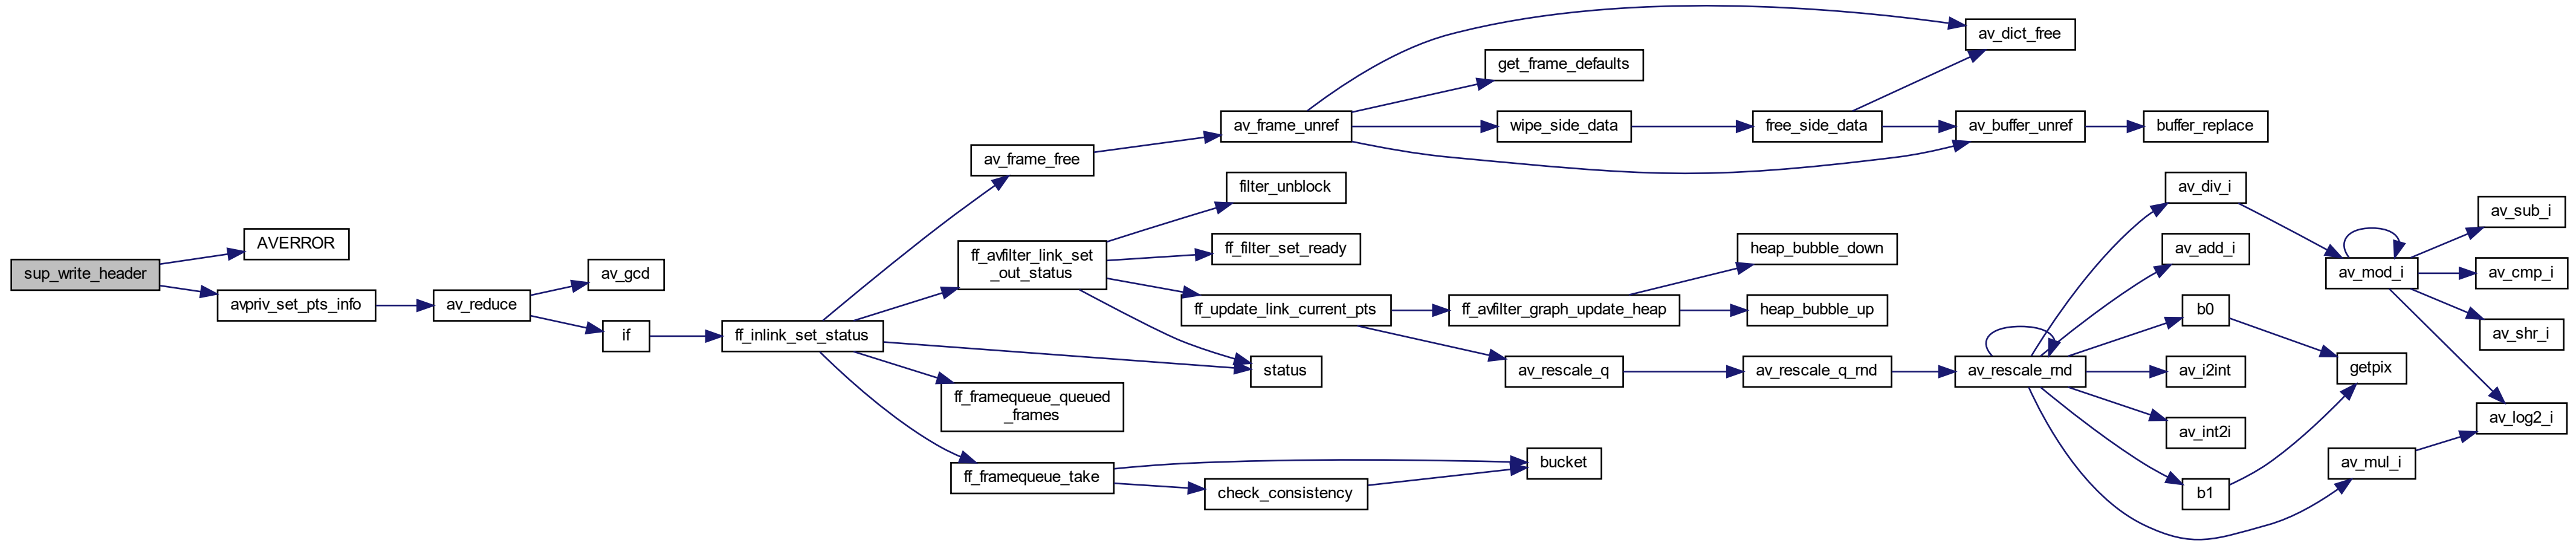 sup_write_header
AVERROR
avpriv_set_pts_info
av_reduce
av_gcd
if
ff_inlink_set_status
av_frame_free
ff_avfilter_link_set
_out_status
status
ff_framequeue_queued
_frames
ff_framequeue_take
av_frame_unref
filter_unblock
ff_filter_set_ready
ff_update_link_current_pts
check_consistency
bucket
get_frame_defaults
wipe_side_data
free_side_data
av_dict_free
av_buffer_unref
buffer_replace
ff_avfilter_graph_update_heap
heap_bubble_down
heap_bubble_up
av_rescale_q
av_rescale_q_rnd
av_rescale_rnd
av_div_i
av_add_i
b0
av_i2int
av_int2i
b1
getpix
av_mul_i
av_mod_i
av_sub_i
av_cmp_i
av_shr_i
av_log2_i